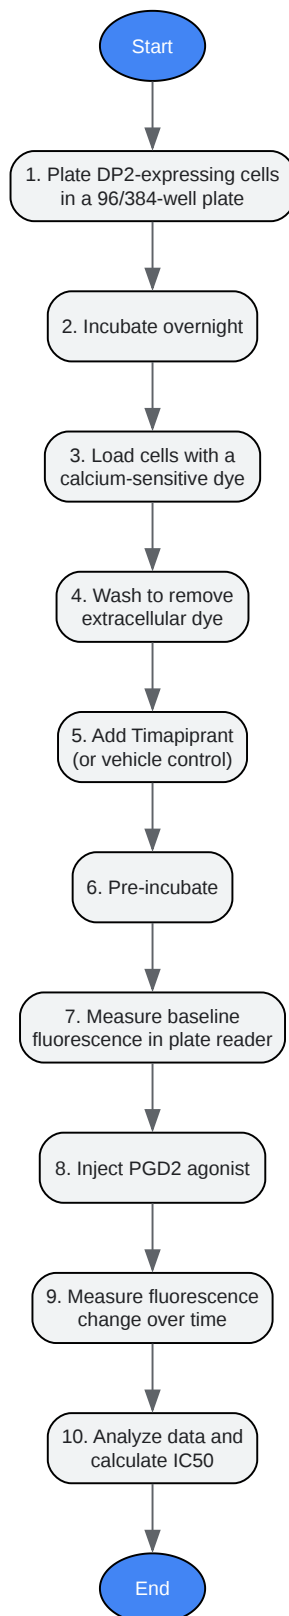 Start
1. Plate DP2-expressing cells
in a 96/384-well plate
2. Incubate overnight
3. Load cells with a
calcium-sensitive dye
4. Wash to remove
extracellular dye
5. Add Timapiprant
(or vehicle control)
6. Pre-incubate
7. Measure baseline
fluorescence in plate reader
8. Inject PGD2 agonist
9. Measure fluorescence
change over time
10. Analyze data and
calculate IC50
End